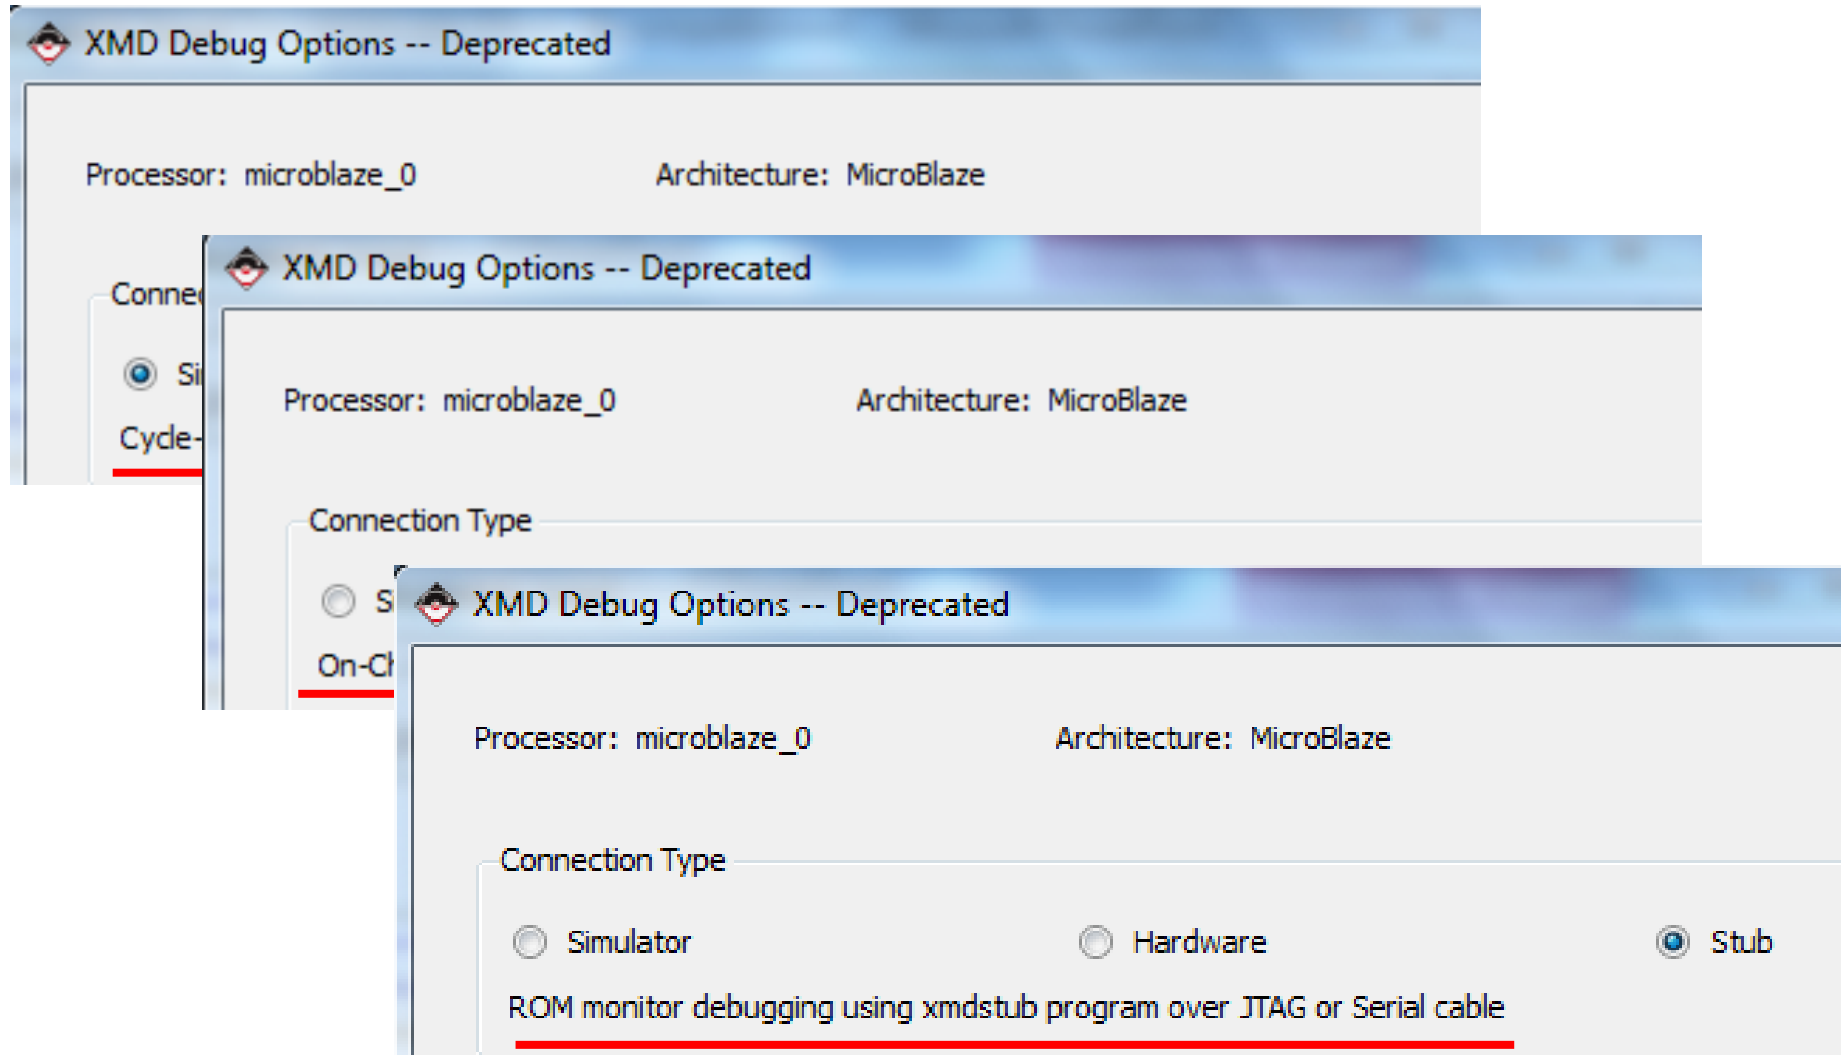 XMD Debug Options -- Deprecated
Processor: microblaze_0 Architecture: MicroBlaze
XMD Debug Options -- Deprecated
Processor: microblaze_0 Architecture: MicroBlaze
Connection Type
XMD Debug Options -- Deprecated
Processor: microblaze_0 Architecture: MicroBlaze
Connection Type
Simulator Hardware Stub
ROM monitor debugging using xmdstub program over JTAG or Serial cable